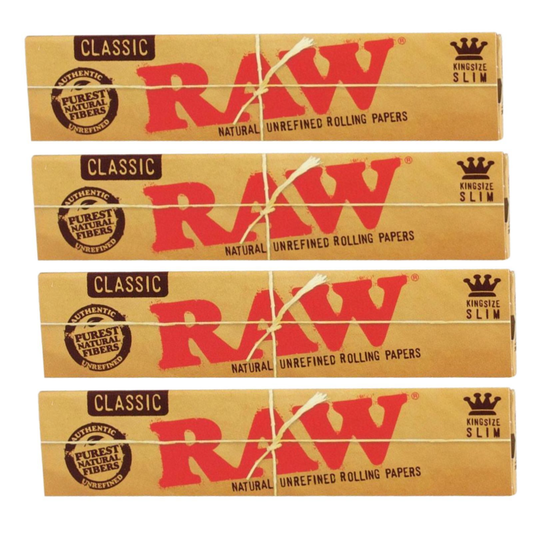 CLASSIC
AUTHENTIC
PUREST
NATURAL
FIBERS
UNREFINED
RAW®
NATURAL UNREFINED ROLLING PAPERS
KINGSIZE
SLIM
CLASSIC
AUTHENTIC
PUREST
NATURAL
FIBERS
UNREFINED
RAW®
NATURAL UNREFINED ROLLING PAPERS
KINGSIZE
SLIM
CLASSIC
AUTHENTIC
PUREST
NATURAL
FIBERS
UNREFINED
RAW®
NATURAL UNREFINED ROLLING PAPERS
KINGSIZE
SLIM
CLASSIC
AUTHENTIC
PUREST
NATURAL
FIBERS
UNREFINED
RAW®
NATURAL UNREFINED ROLLING PAPERS
KINGSIZE
SLIM